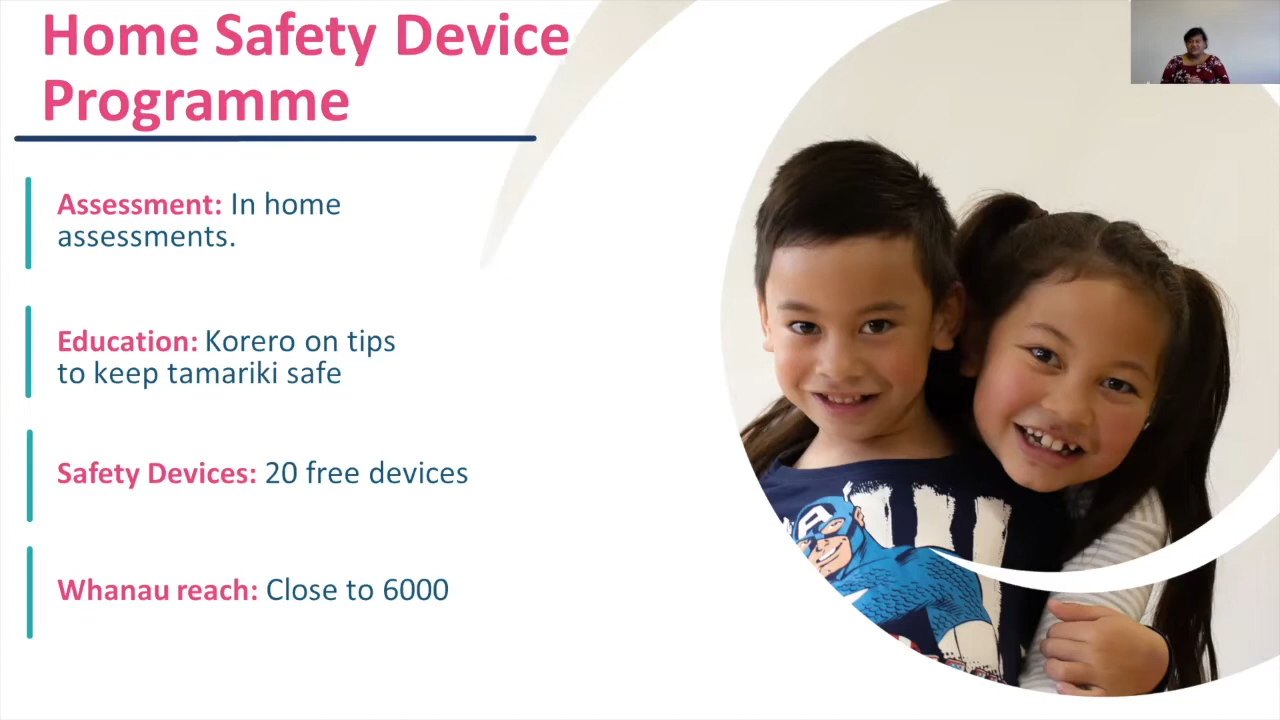 Home Safety Device
Programme
Assessment: In home
assessments.
Education: Korero on tips
to keep tamariki safe
Safety Devices: 20 free devices
Whanau reach: Close to 6000
A